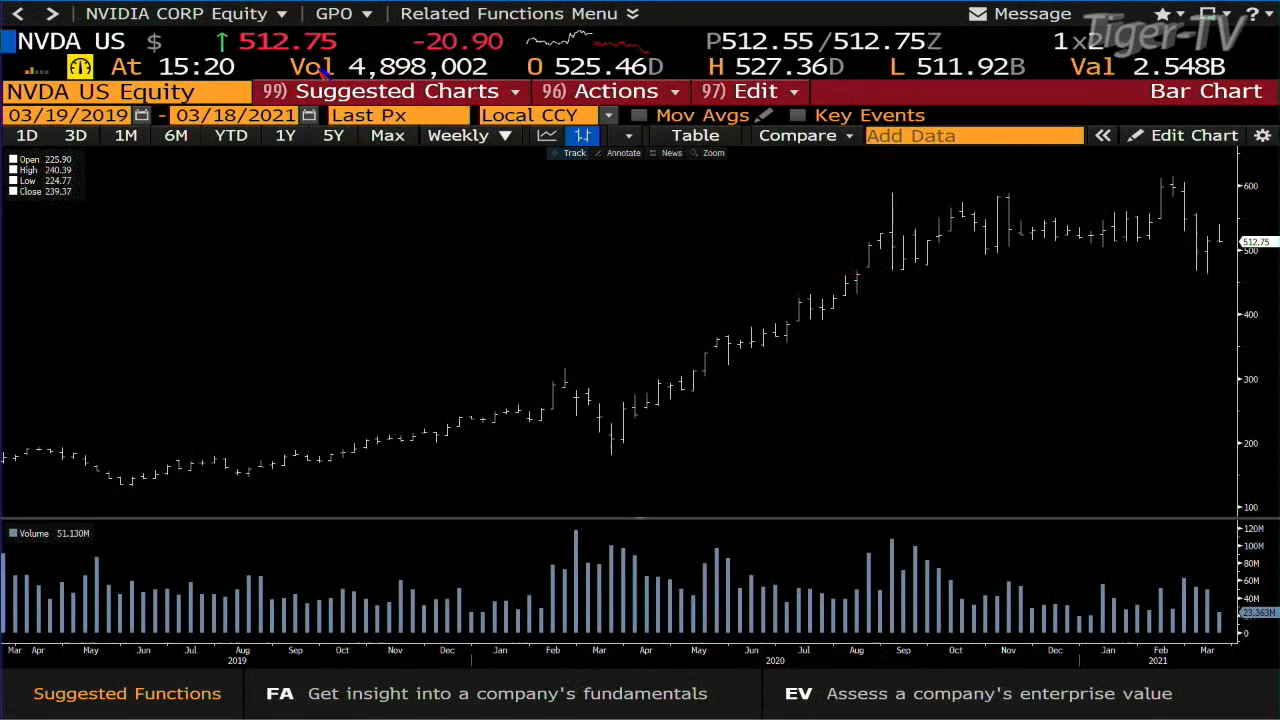 NVIDIA CORP Equity GPO Related Functions Menu Message ?
Tiger-TV
NVDA US $ ↑ 512.75 -20.90 P512.55/512.75Z 1x2
At 15:20 Vol 4,898,002 O 525.46D H 527.36D L 511.92B Val 2.548B
NVDA US Equity 99) Suggested Charts 96) Actions 97) Edit Bar Chart
03/19/2019 - 03/18/2021 Last Px Local CCY Mov Avgs Key Events
1D 3D 1M 6M YTD 1Y 5Y Max Weekly ▼ Table Compare Add Data « Edit Chart
Track Annotate News Zoom
Open 225.90
High 240.39
Low 224.77
Close 239.37
600
512.75
500
400
300
200
100
Volume 51.130M
120M
100M
80M
60M
40M
23.363M
0
Mar Apr May Jun Jul Aug Sep Oct Nov Dec Jan Feb Mar Apr May Jun Jul Aug Sep Oct Nov Dec Jan Feb Mar
2019 2020 2021
Suggested Functions FA Get insight into a company's fundamentals EV Assess a company's enterprise value